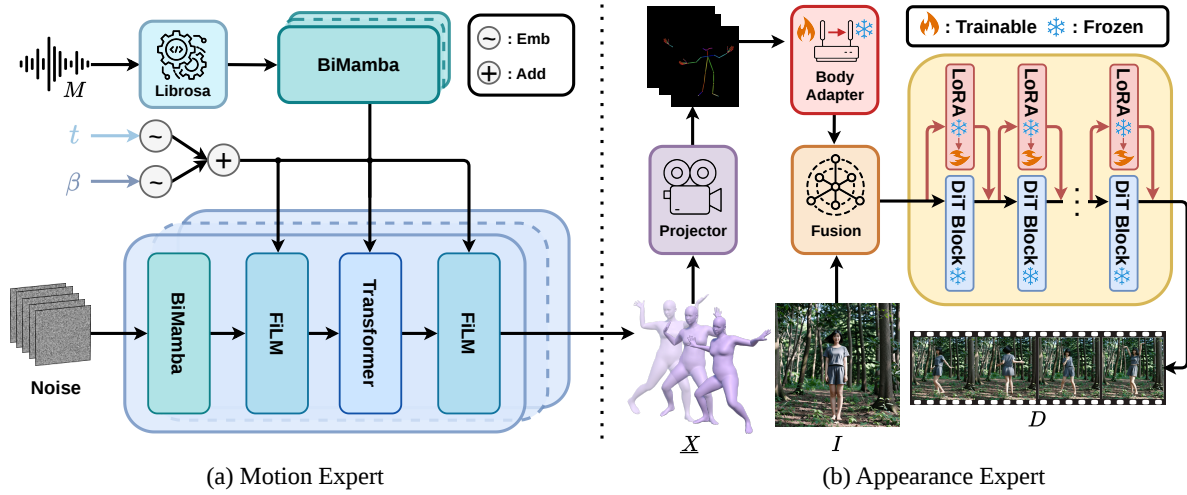 M
Librosa
BiMamba
~ : Emb
+ : Add
t
~
β
~
+
Noise
BiMamba
FiLM
Transformer
FiLM
(a) Motion Expert
Body
Adapter
: Trainable
: Frozen
Projector
Fusion
LoRA
LoRA
LoRA
DiT Block
DiT Block
:
DiT Block
X
I
D
(b) Appearance Expert